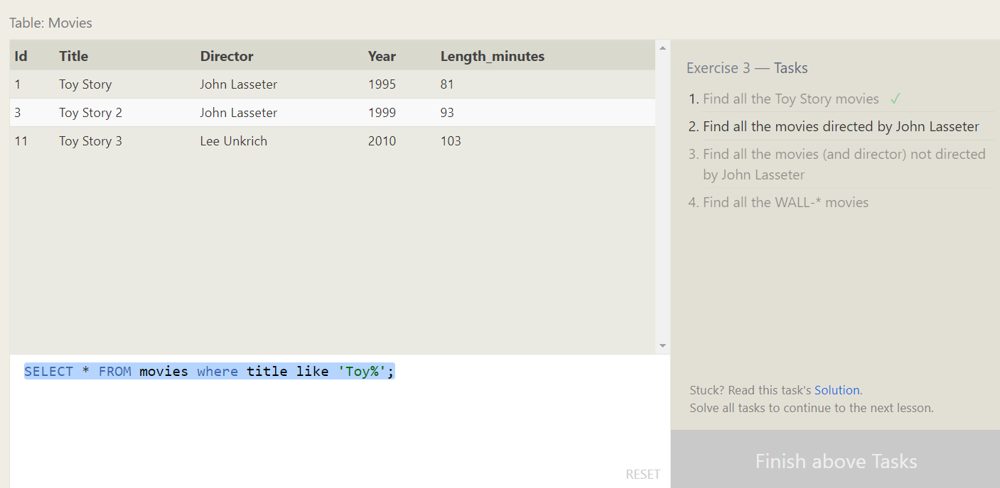 Table: Movies
Id Title Director Year Length_minutes
1 Toy Story John Lasseter 1995 81
3 Toy Story 2 John Lasseter 1999 93
11 Toy Story 3 Lee Unkrich 2010 103
SELECT * FROM movies where title like 'Toy%';
RESET
Exercise 3 — Tasks
1. Find all the Toy Story movies ✓
2. Find all the movies directed by John Lasseter
3. Find all the movies (and director) not directed
by John Lasseter
4. Find all the WALL-* movies
Stuck? Read this task's Solution.
Solve all tasks to continue to the next lesson.
Finish above Tasks